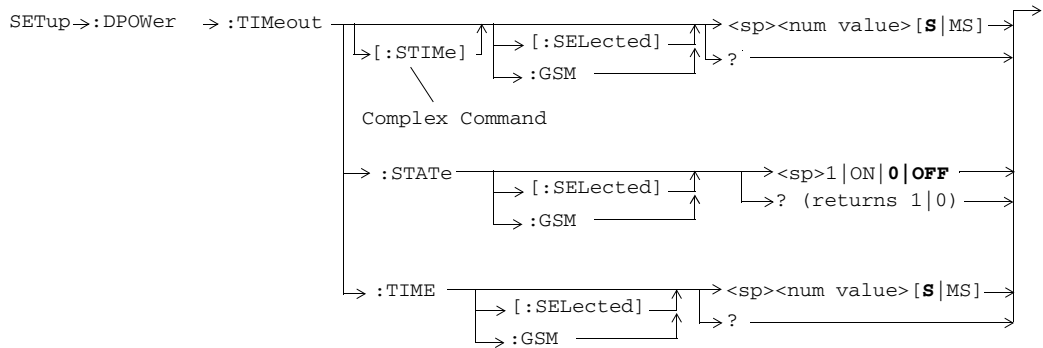 SETup :DPOWer :TIMeout <sp><num value>[S|MS]
[:STIMe] [:SELected] ?
:GSM
Complex Command
:STATe <sp>1|ON|0|OFF
[:SELected] ? (returns 1|0)
:GSM
:TIME <sp><num value>[S|MS]
[:SELected] ?
:GSM